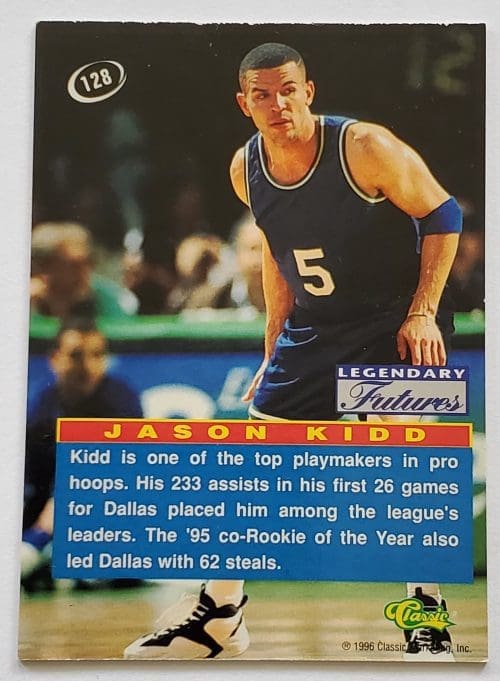 128
5
LEGENDARY
Futures
JASON KIDD
Kidd is one of the top playmakers in pro
hoops. His 233 assists in his first 26 games
for Dallas placed him among the league's
leaders. The '95 co-Rookie of the Year also
led Dallas with 62 steals.
Classic
® 1996 Classic Marketing, Inc.